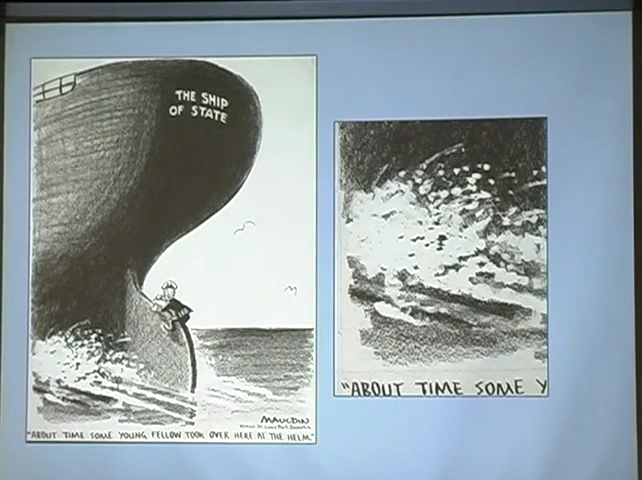 THE SHIP
OF STATE
MAULDIN
"ABOUT TIME SOME YOUNG FELLOW TOOK OVER HERE AT THE HELM."
"ABOUT TIME SOME Y